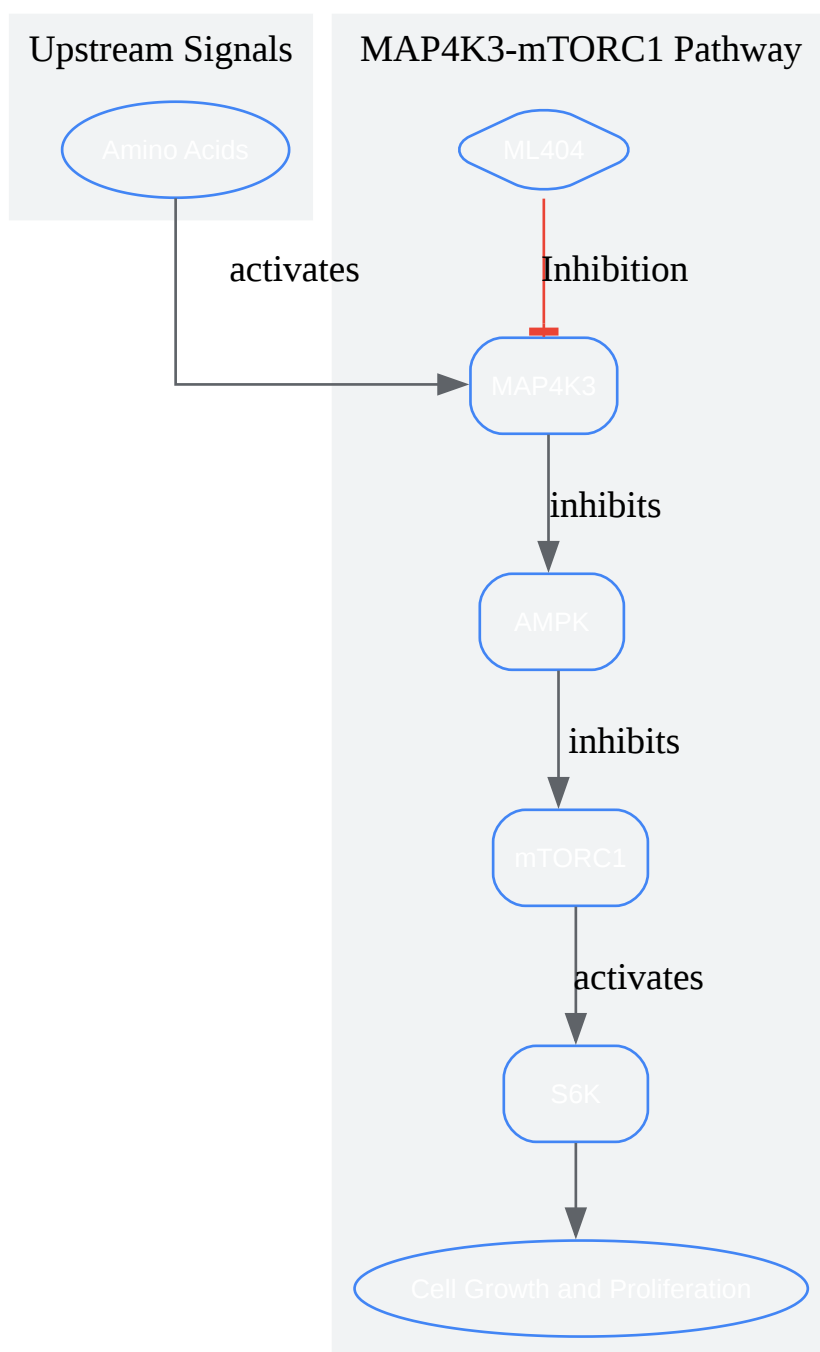 Upstream Signals
MAP4K3-mTORC1 Pathway
Amino Acids
ML404
activates
Inhibition
MAP4K3
inhibits
AMPK
inhibits
mTORC1
activates
S6K
Cell Growth and Proliferation